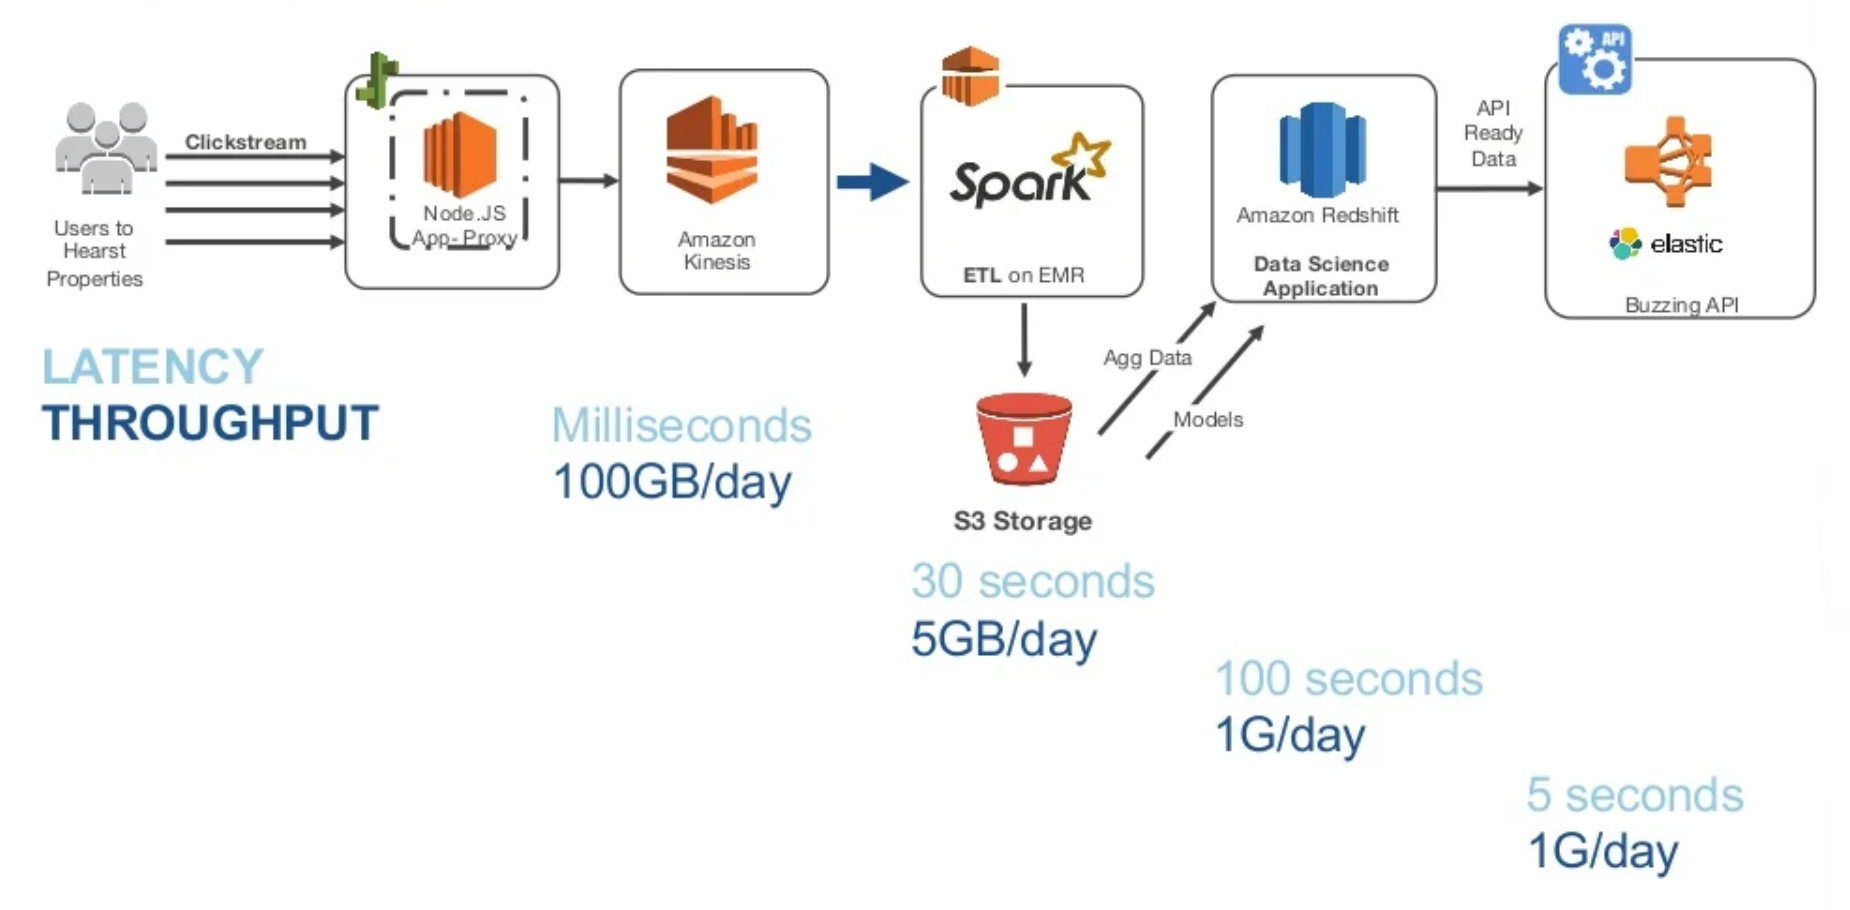 Clickstream
Users to
Hearst
Properties
Node.JS
App-Proxy
Amazon
Kinesis
Spark
ETL on EMR
Amazon Redshift
Data Science
Application
API
Ready
Data
API
elastic
Buzzing API
Agg Data
Models
S3 Storage
LATENCY
THROUGHPUT
Milliseconds
100GB/day
30 seconds
5GB/day
100 seconds
1G/day
5 seconds
1G/day